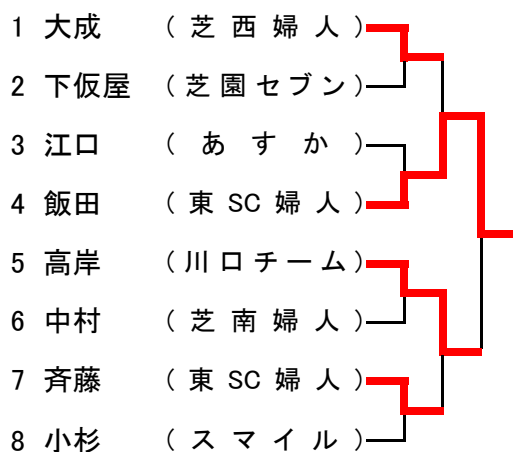 1 大成 (芝西婦人)
2 下仮屋 (芝園セブン)
3 江口 (あすか)
4 飯田 (東SC婦人)
5 高岸 (川口チーム)
6 中村 (芝南婦人)
7 斉藤 (東SC婦人)
8 小杉 (スマイル)